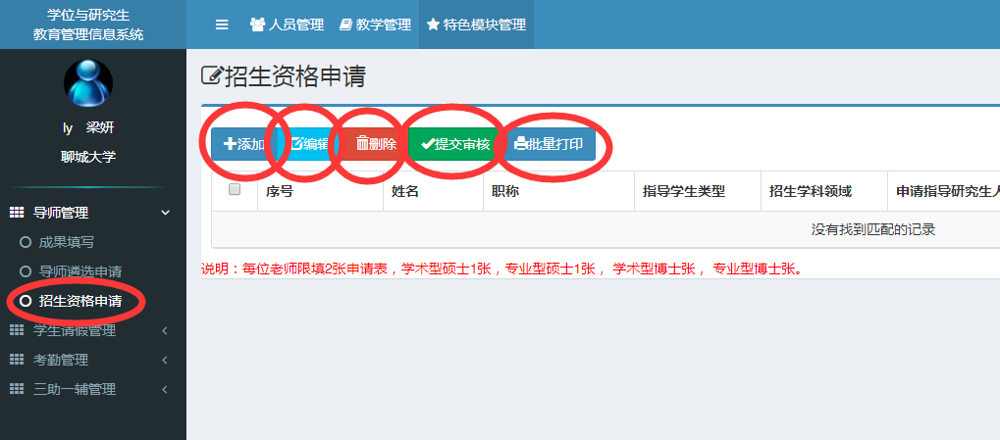 学位与研究生
教育管理信息系统
人员管理 教学管理 特色模块管理
ly 梁妍
聊城大学
导师管理
成果填写
导师遴选申请
招生资格申请
学生请假管理
考勤管理
三助一辅管理
招生资格申请
添加 编辑 删除 提交审核 批量打印
序号 姓名 职称 指导学生类型 招生学科领域 申请指导研究生
没有找到匹配的记录
说明：每位老师限填2张申请表，学术型硕士1张，专业型硕士1张， 学术型博士张， 专业型博士张。